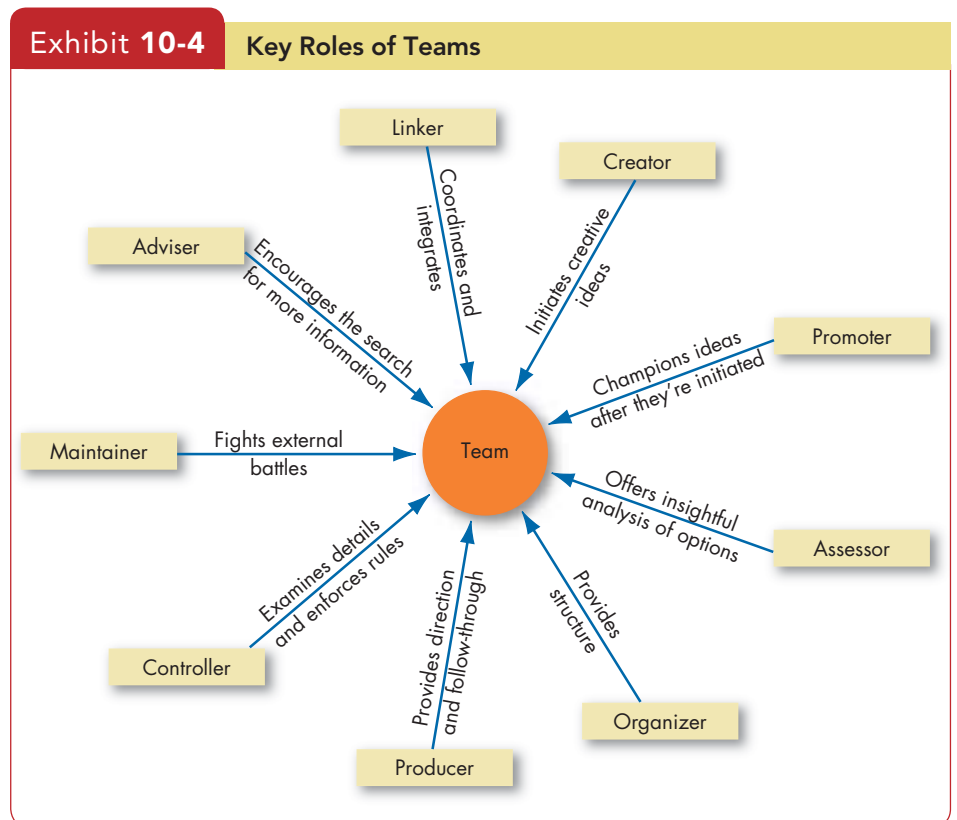 Exhibit 10-4
Key Roles of Teams
Linker
Coordinates and
integrates
Creator
Initiates creative
ideas
Promoter
Champions ideas
after they're initiated
Assessor
Offers insightful
analysis of options
Organizer
Provides
structure
Producer
Provides direction
and follow-through
Controller
Examines details
and enforces rules
Maintainer
Fights external
battles
Adviser
Encourages the search
for more information
Team